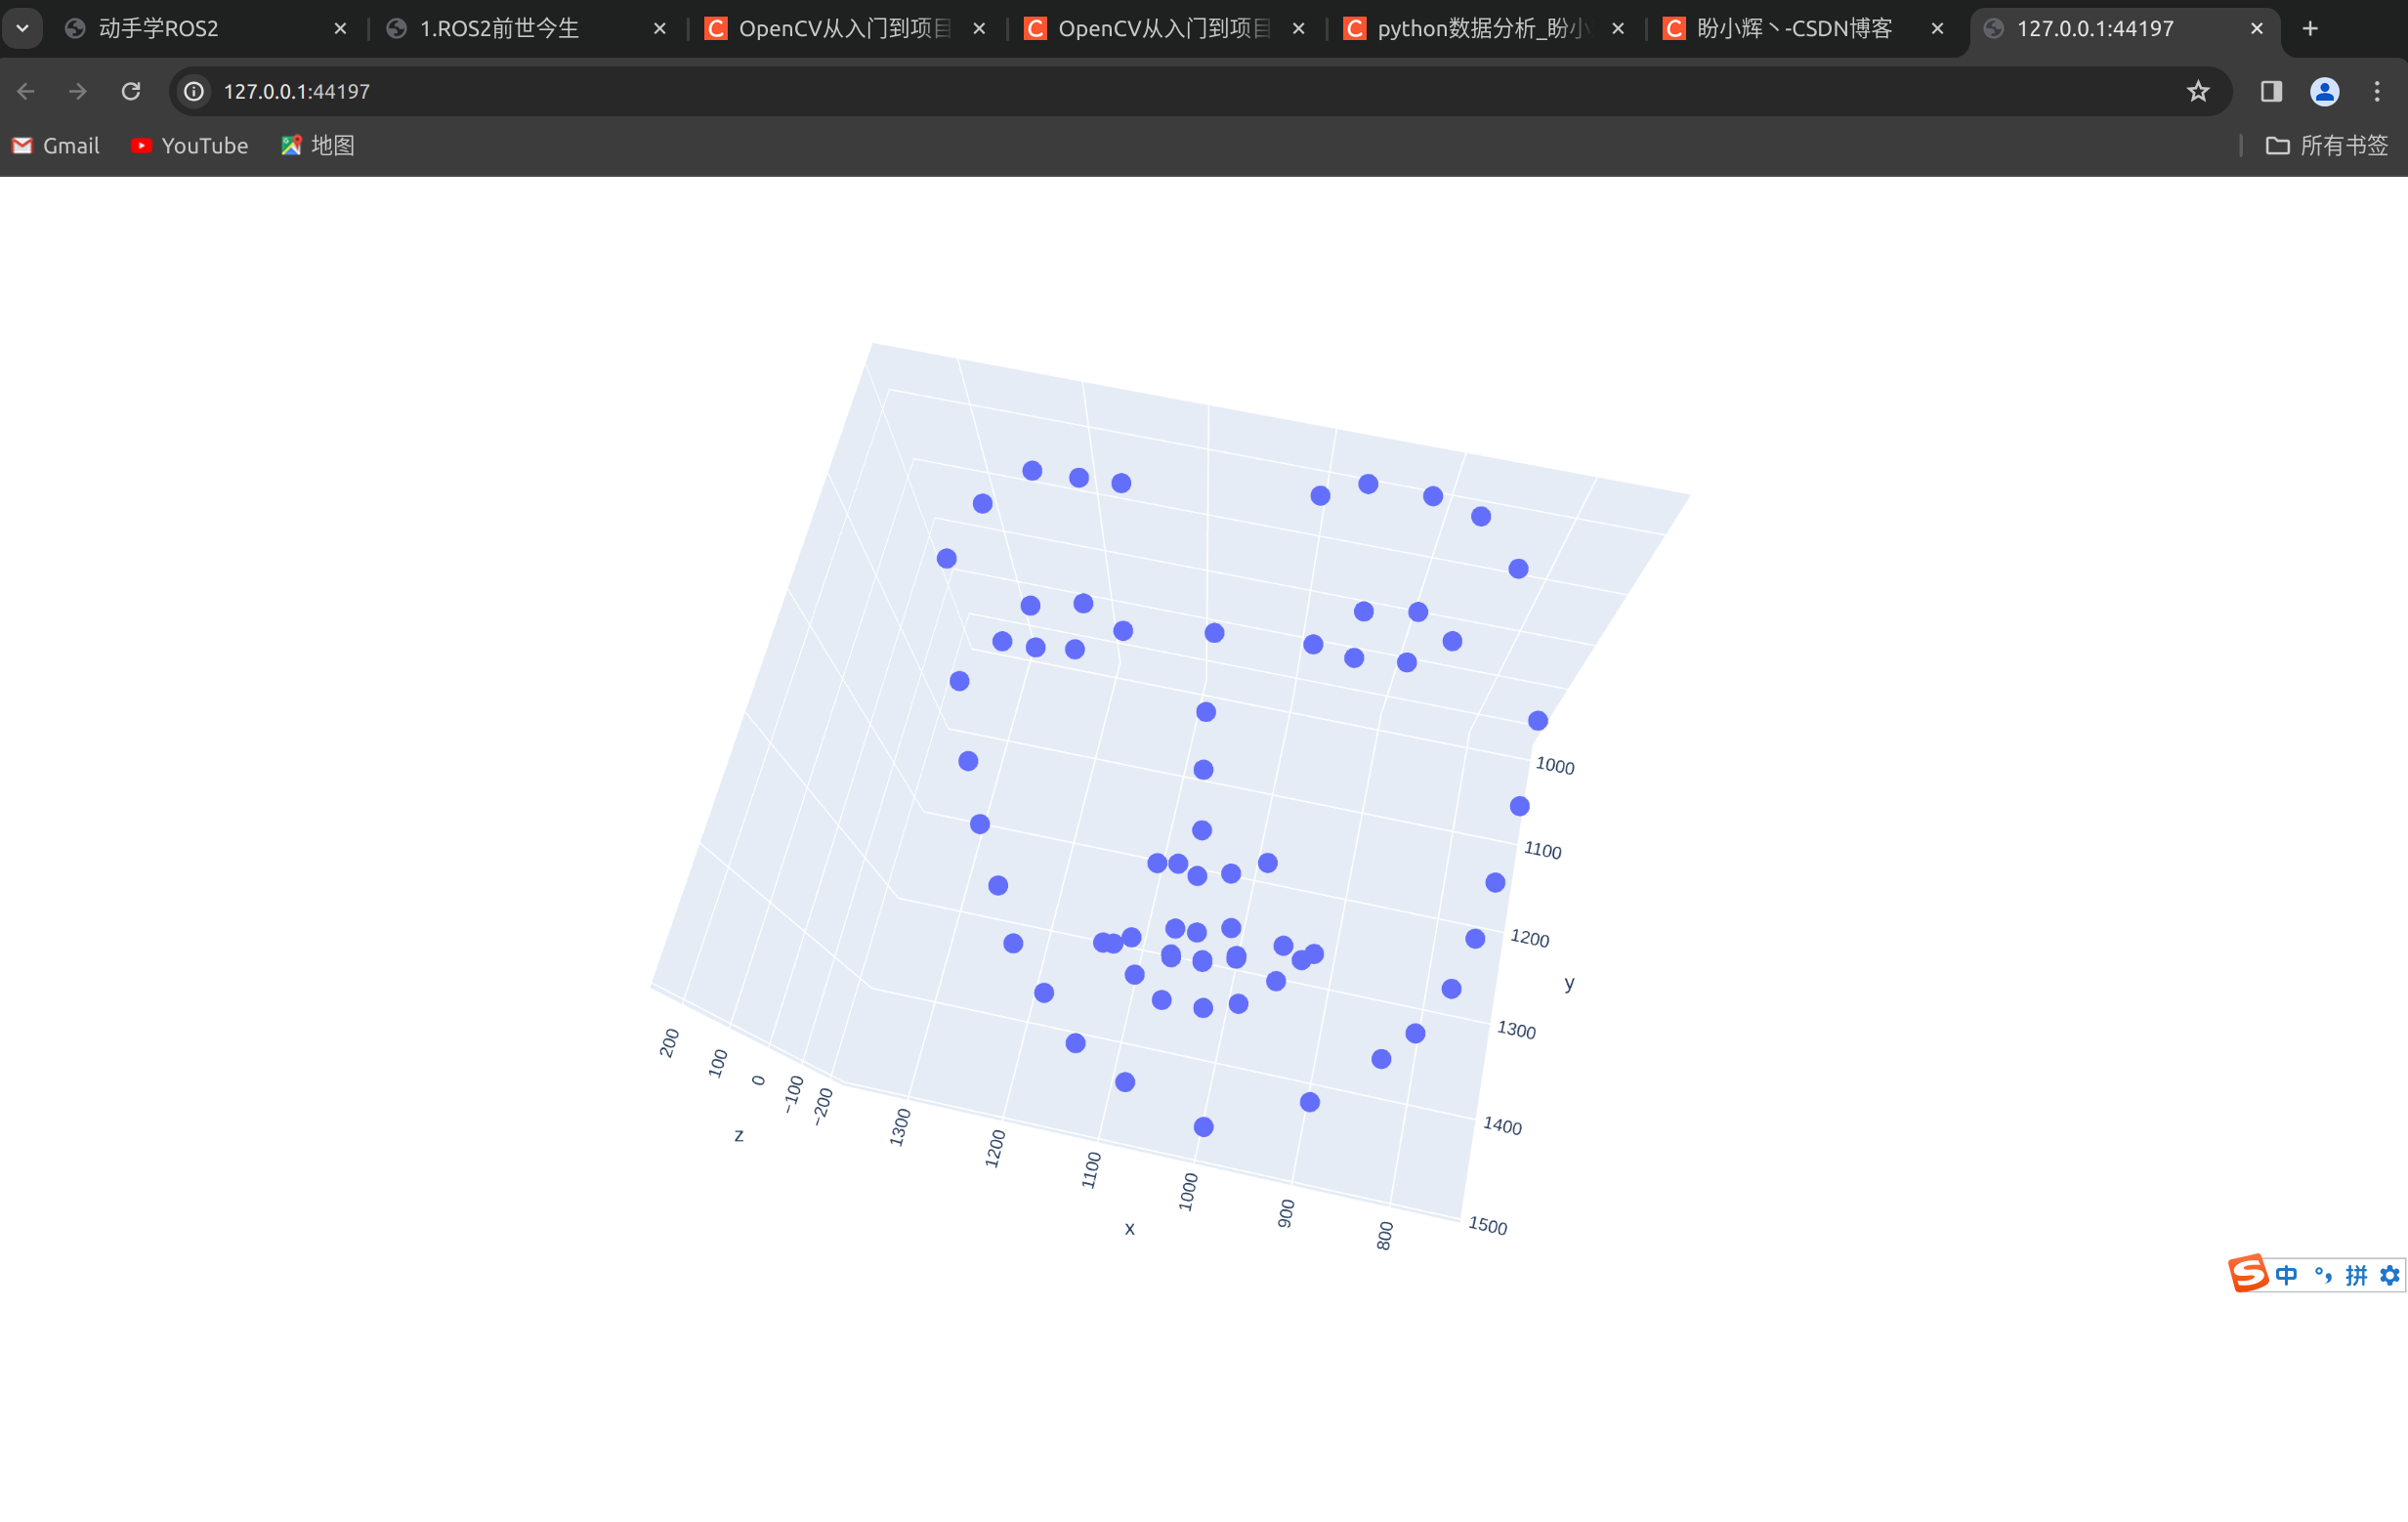 动手学ROS2
1.ROS2前世今生
OpenCV从入门到项目
OpenCV从入门到项目
python数据分析_盼小
盼小辉丶-CSDN博客
127.0.0.1:44197
127.0.0.1:44197
Gmail
YouTube
地图
所有书签
1000
1100
1200
y
1300
1400
1500
200
100
0
−100
−200
z
1300
1200
1100
1000
900
800
x
中 °, 拼